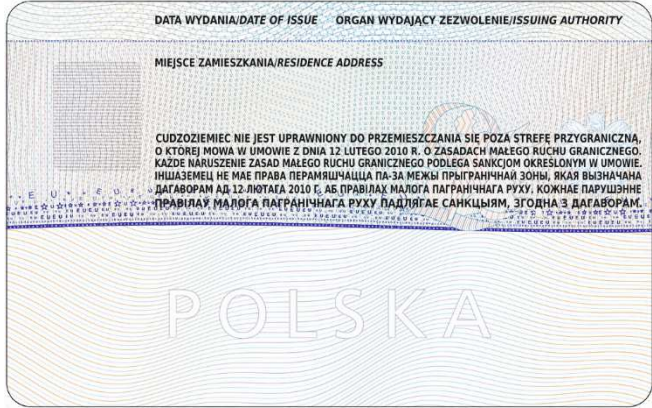 DATA WYDANIA/DATE OF ISSUE ORGAN WYDAJĄCY ZEZWOLENIE/ISSUING AUTHORITY
MIEJSCE ZAMIESZKANIA/RESIDENCE ADDRESS
CUDZOZIEMIEC NIE JEST UPRAWNIONY DO PRZEMIESZCZANIA SIĘ POZA STREFĘ PRZYGRANICZNĄ,
O KTÓREJ MOWA W UMOWIE Z DNIA 12 LUTEGO 2010 R. O ZASADACH MAŁEGO RUCHU GRANICZNEGO.
KAŻDE NARUSZENIE ZASAD MAŁEGO RUCHU GRANICZNEGO PODLEGA SANKCJOM OKREŚLONYM W UMOWIE.
ІНШАЗЕМЕЦ НЕ МАЕ ПРАВА ПЕРАМЯШЧАЦЦА ПА-ЗА МЕЖЫ ПРЫГРАНІЧНАЙ ЗОНЫ, ЯКАЯ ВЫЗНАЧАНА
ДАГАВОРАМ АД 12 ЛЮТАГА 2010 Г. АБ ПРАВІЛАХ МАЛОГА ПАГРАНІЧНАГА РУХУ. КОЖНАЕ ПАРУШЭННЕ
ПРАВІЛАЎ МАЛОГА ПАГРАНІЧНАГА РУХУ ПАДЛЯГАЕ САНКЦЫЯМ, ЗГОДНА З ДАГАВОРАМ.
POLSKA